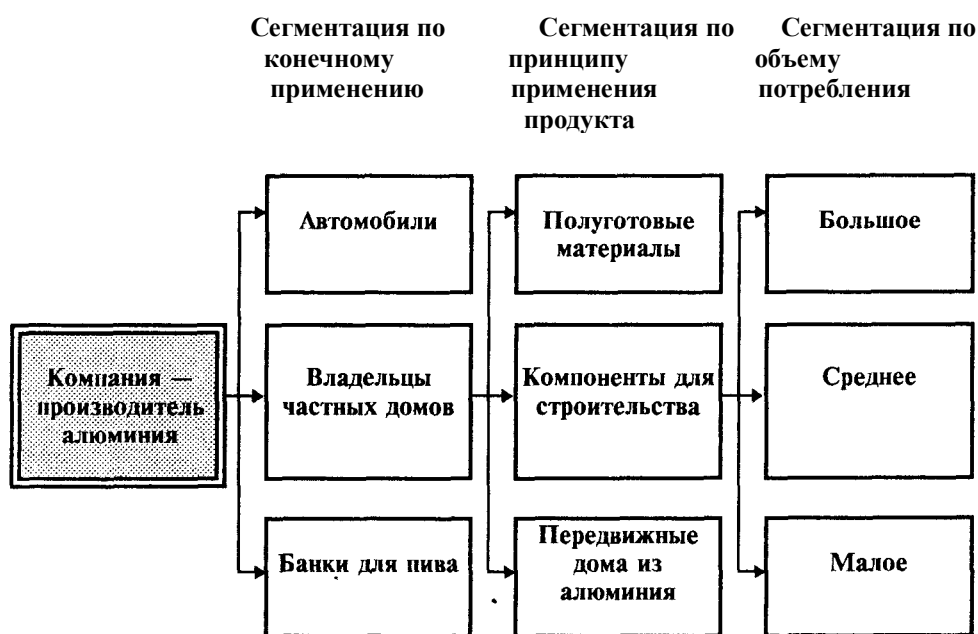 Сегментация по
конечному
применению
Сегментация по
принципу
применения
продукта
Сегментация по
объему
потребления
Компания —
производитель
алюминия
Автомобили
Владельцы
частных домов
Банки для пива
Полуготовые
материалы
Компоненты для
строительства
Передвижные
дома из
алюминия
Большое
Среднее
Малое